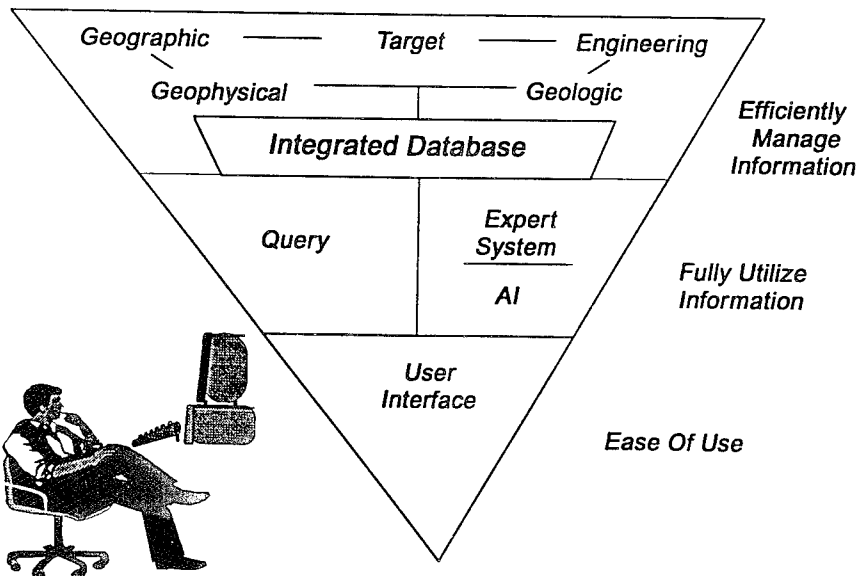 Geographic Target Engineering
Geophysical Geologic
Integrated Database
Efficiently
Manage
Information
Query
Expert
System
AI
Fully Utilize
Information
User
Interface
Ease Of Use